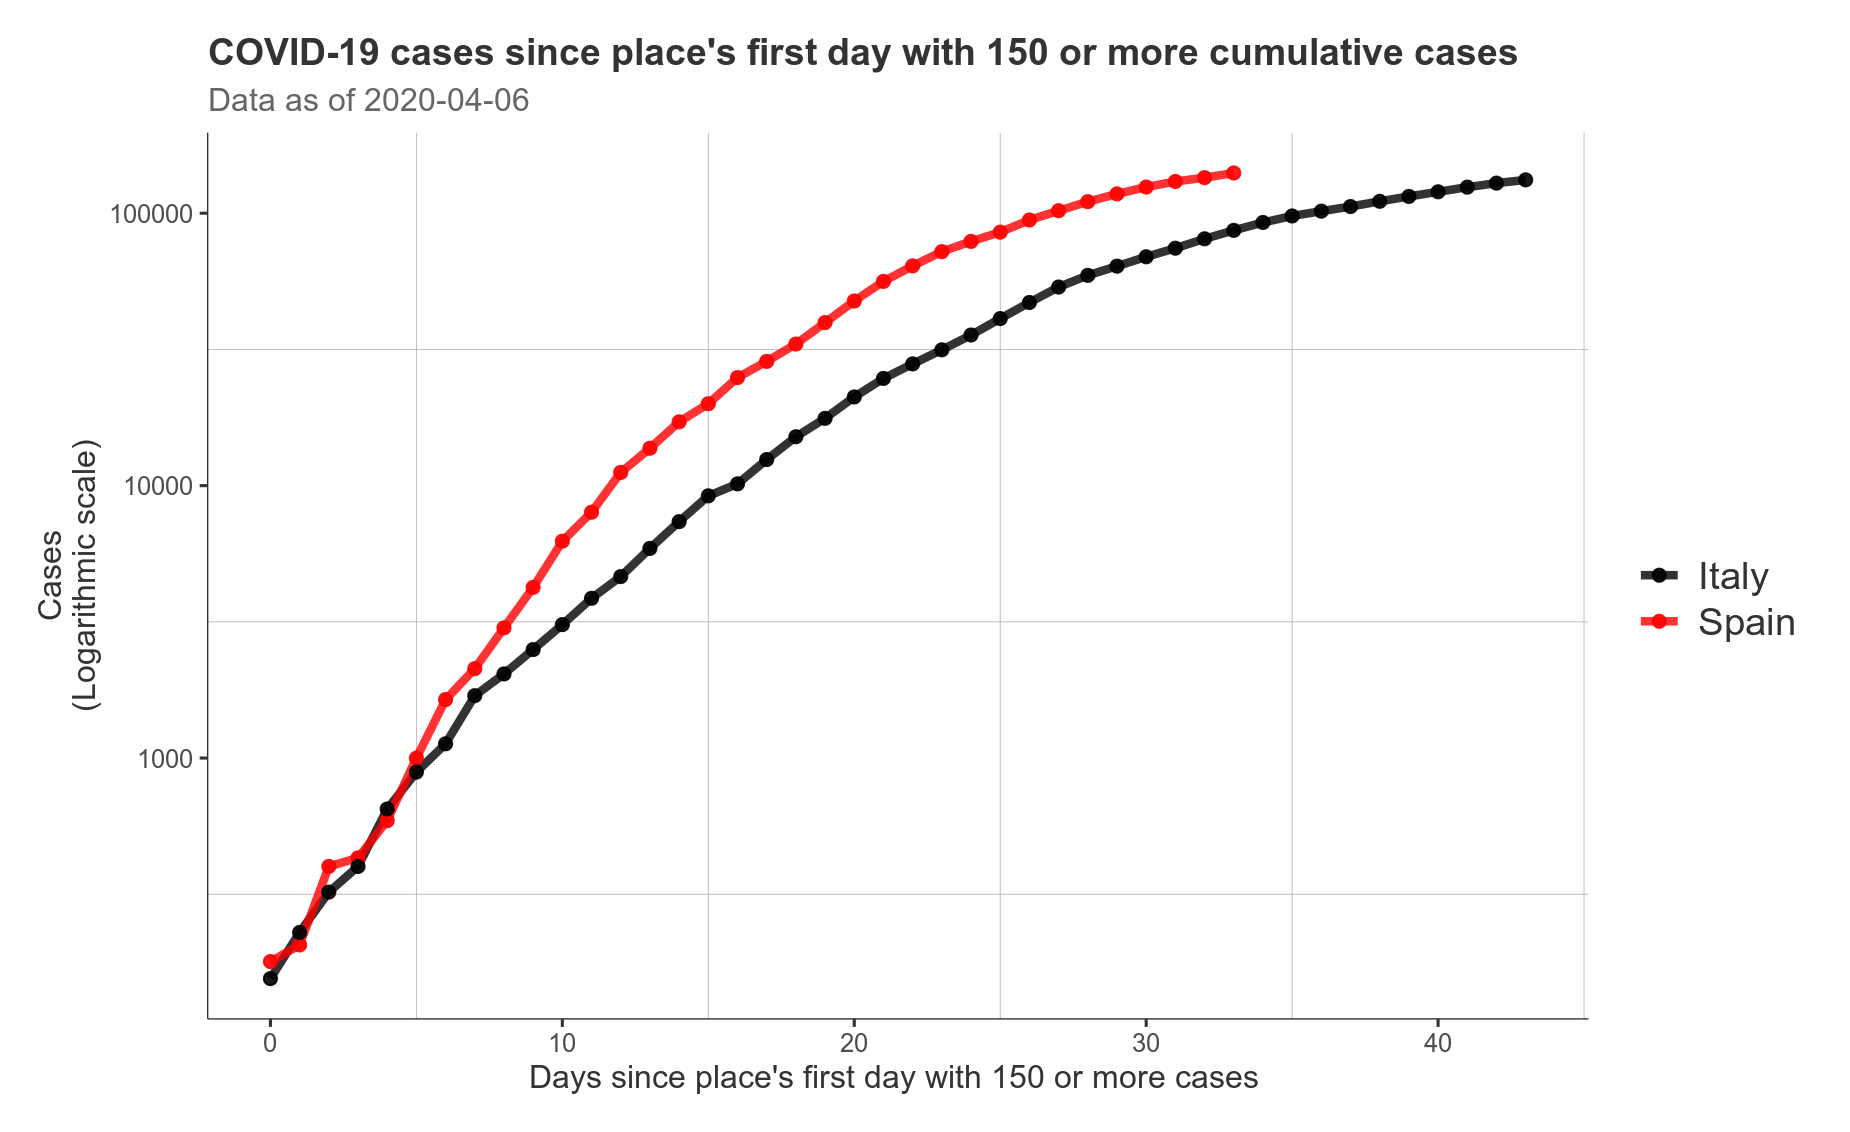 COVID-19 cases since place's first day with 150 or more cumulative cases
Data as of 2020-04-06
100000
10000
1000
Cases
(Logarithmic scale)
0
10
20
30
40
Days since place's first day with 150 or more cases
Italy
Spain